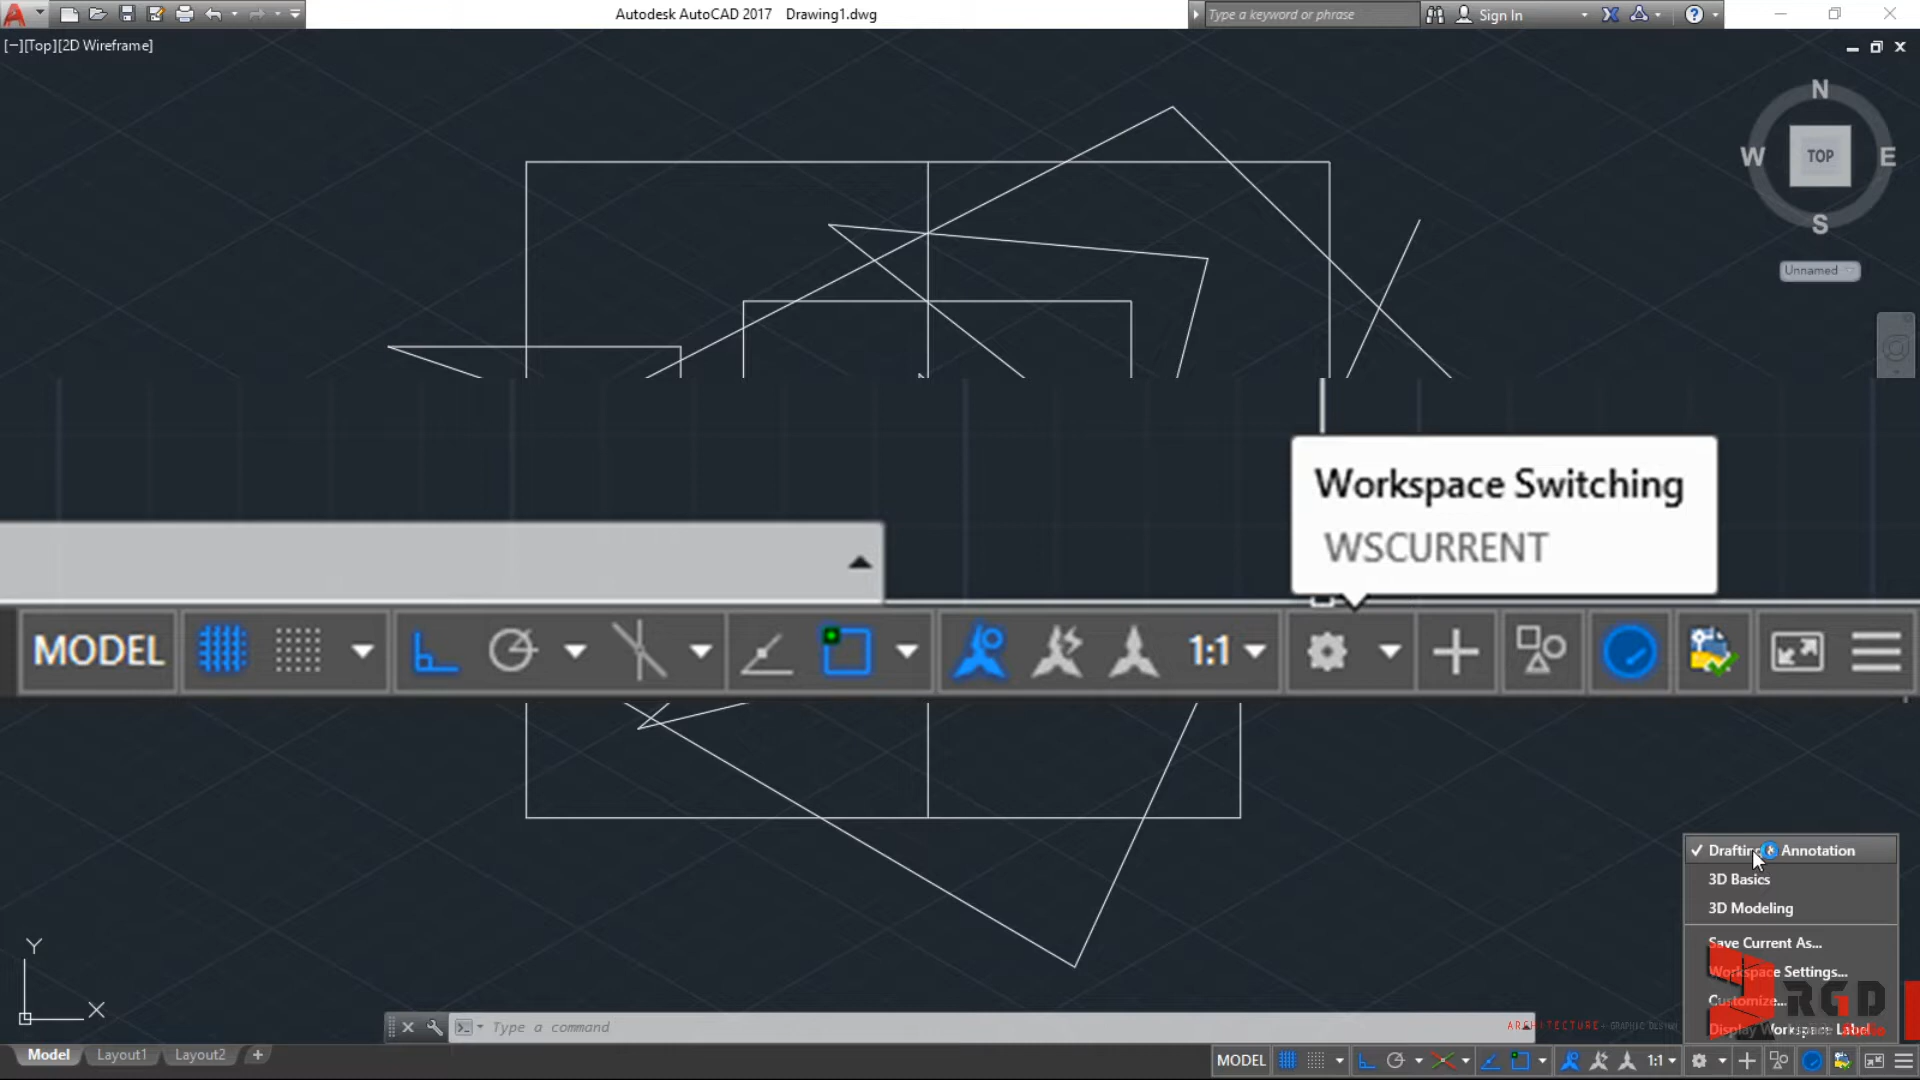 Autodesk AutoCAD 2017 Drawing1.dwg
Type a keyword or phrase
Sign In
[−][Top][2D Wireframe]
N
W TOP E
S
Unnamed
Workspace Switching
WSCURRENT
MODEL 1:1
Annotation
3D Basics
3D Modeling
Save Current As...
Workspace Settings...
Customize...
Display Workspace Label
RGD
ARCHITECTURE
Y
X
Type a command
Model Layout1 Layout2 +
MODEL 1:1